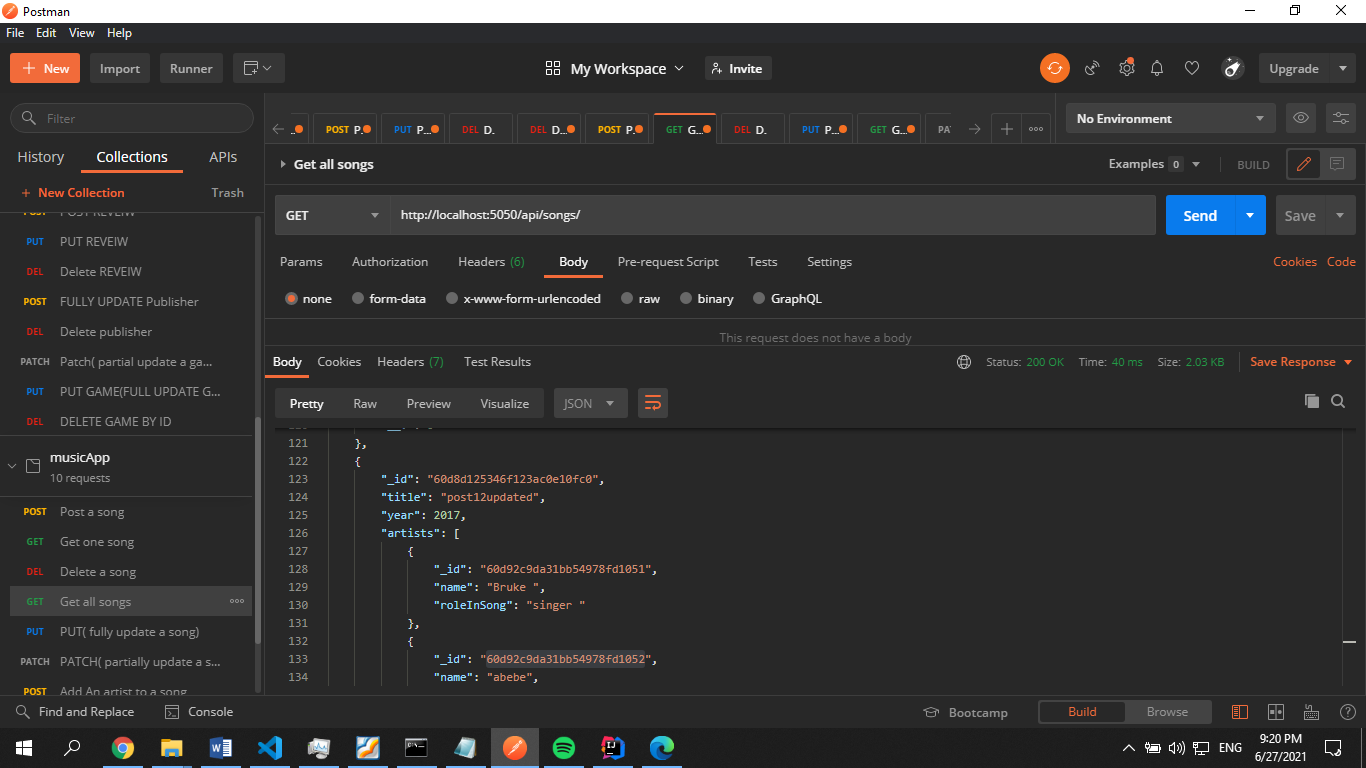 Postman
File Edit View Help
New Import Runner My Workspace Invite Upgrade
Filter
History Collections APIs
New Collection Trash
POST REVEIW
PUT PUT REVEIW
DEL Delete REVEIW
POST FULLY UPDATE Publisher
DEL Delete publisher
PATCH Patch( partial update a ga...
PUT PUT GAME(FULL UPDATE G...
DEL DELETE GAME BY ID
musicApp
10 requests
POST Post a song
GET Get one song
DEL Delete a song
GET Get all songs
PUT PUT( fully update a song)
PATCH PATCH( partially update a s...
POST Add An artist to a song
.. POST P. PUT P... DEL D. DEL D... POST P. GET G... DEL D. PUT P... GET G... PA
No Environment
Get all songs Examples 0 BUILD
GET http://localhost:5050/api/songs/ Send Save
Params Authorization Headers (6) Body Pre-request Script Tests Settings Cookies Code
none form-data x-www-form-urlencoded raw binary GraphQL
This request does not have a body
Body Cookies Headers (7) Test Results Status: 200 OK Time: 40 ms Size: 2.03 KB Save Response
Pretty Raw Preview Visualize JSON
121 },
122 {
123 "_id": "60d8d125346f123ac0e10fc0",
124 "title": "post12updated",
125 "year": 2017,
126 "artists": [
127 {
128 "_id": "60d92c9da31bb54978fd1051",
129 "name": "Bruke ",
130 "roleInSong": "singer "
131 },
132 {
133 "_id": "60d92c9da31bb54978fd1052",
134 "name": "abebe",
Find and Replace Console Bootcamp Build Browse
ENG
9:20 PM
6/27/2021